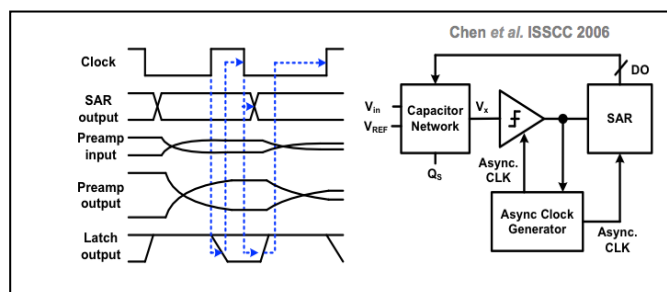 Chen et al. ISSCC 2006
Clock
SAR
output
Preamp
input
Preamp
output
Latch
output
DO
Vin
VREF
Capacitor
Network
Vx
SAR
QS
Async.
CLK
Async Clock
Generator
Async.
CLK